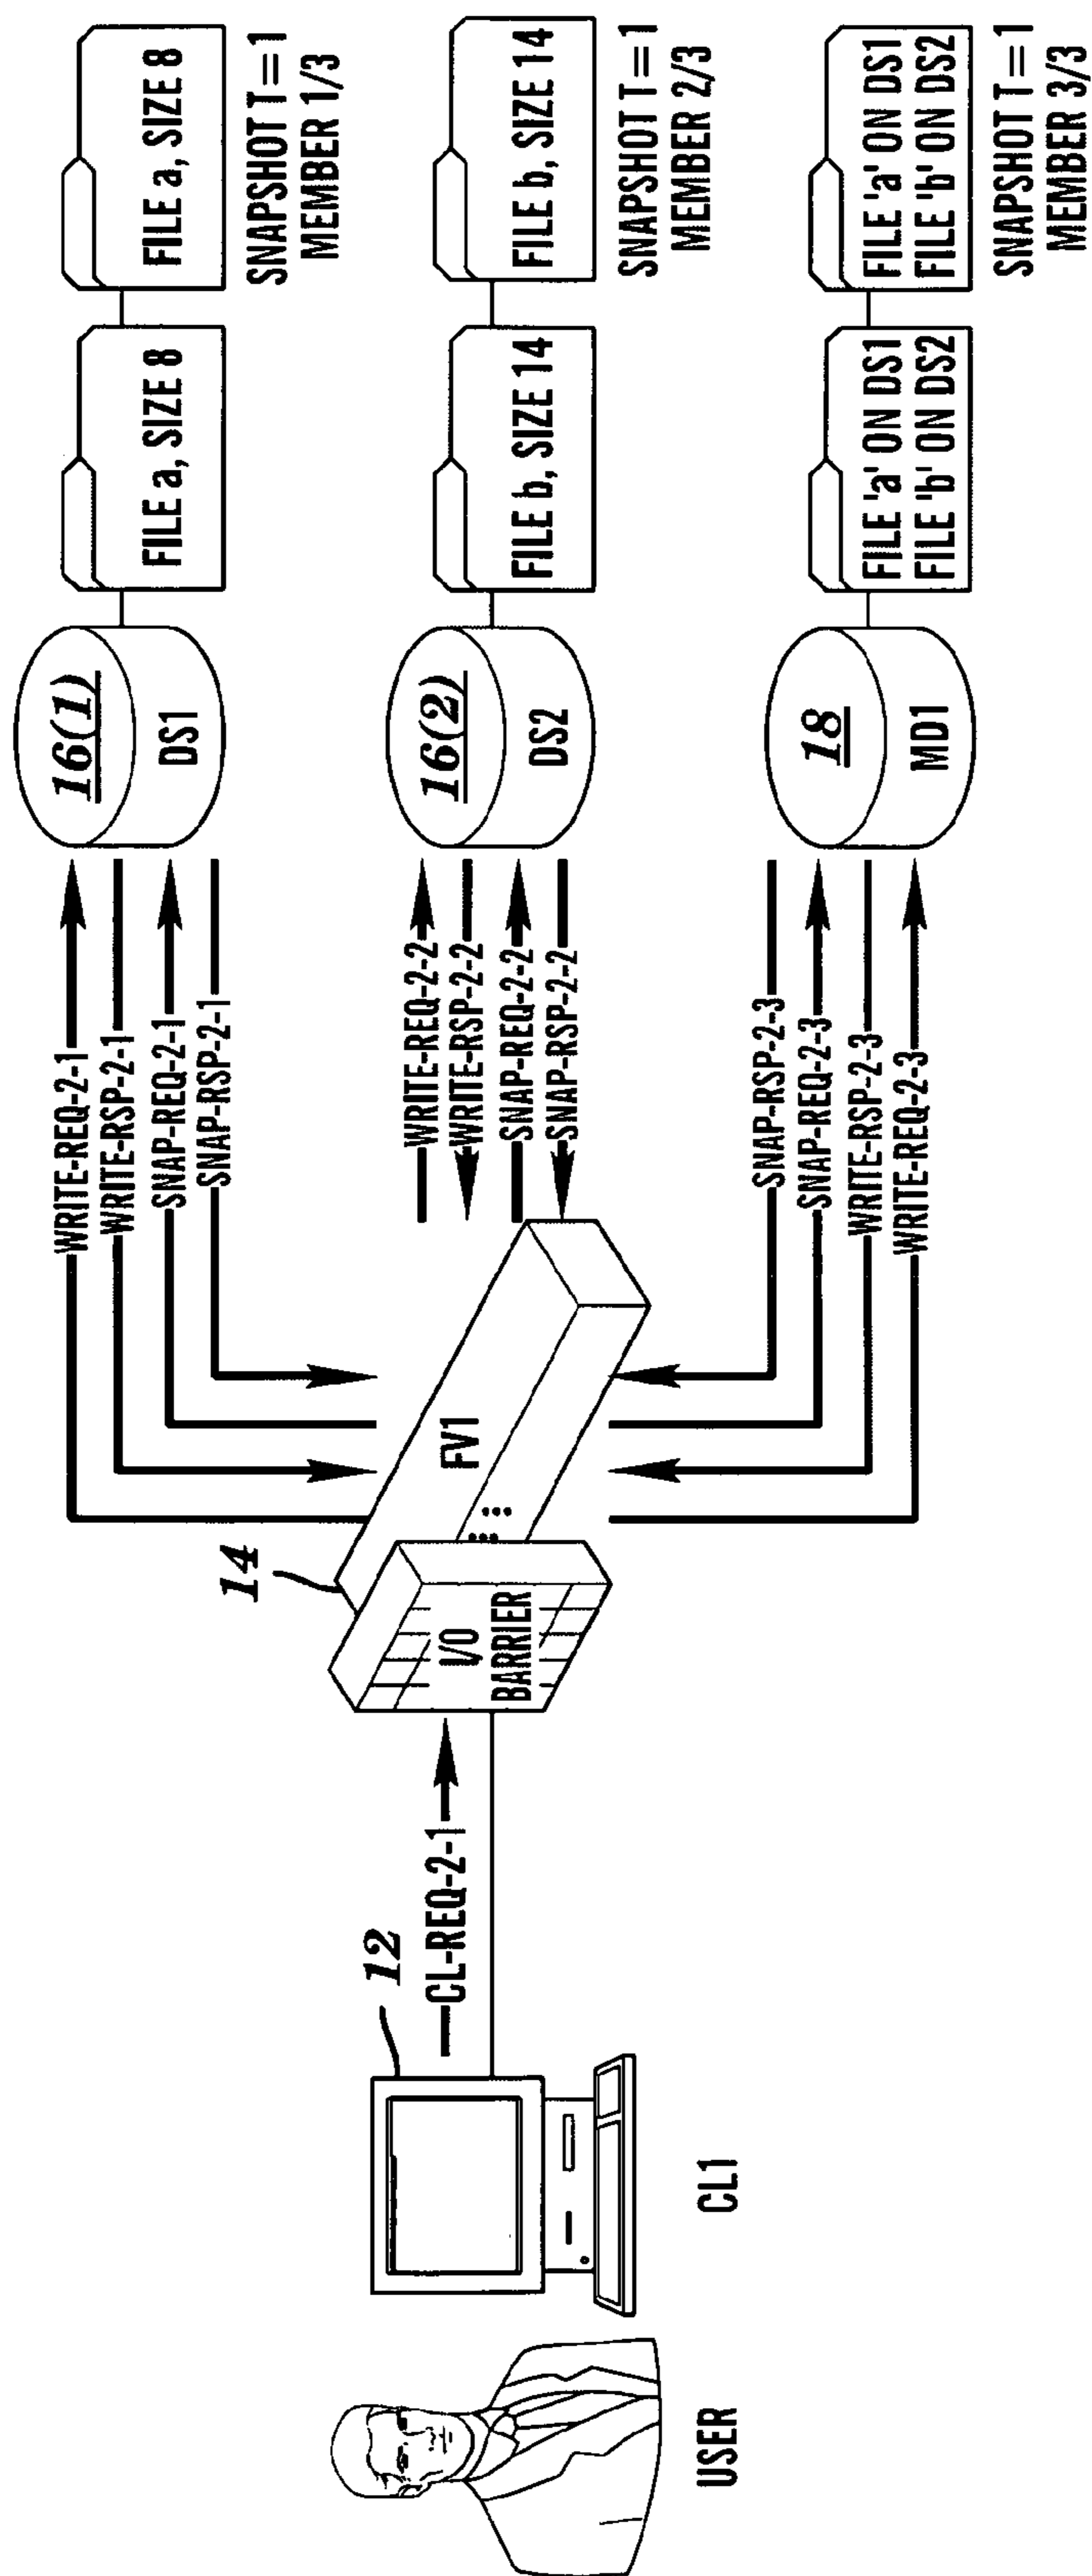 USER
CL1
12
CL-REQ-2-1
I/O
BARRIER
14
FV1
WRITE-REQ-2-1
WRITE-RSP-2-1
SNAP-REQ-2-1
SNAP-RSP-2-1
WRITE-REQ-2-2
WRITE-RSP-2-2
SNAP-REQ-2-2
SNAP-RSP-2-2
SNAP-RSP-2-3
SNAP-REQ-2-3
WRITE-RSP-2-3
WRITE-REQ-2-3
16(1)
DS1
FILE a, SIZE 8
FILE a, SIZE 8
SNAPSHOT T=1
MEMBER 1/3
16(2)
DS2
FILE b, SIZE 14
FILE b, SIZE 14
SNAPSHOT T=1
MEMBER 2/3
18
MD1
FILE 'a' ON DS1
FILE 'b' ON DS2
FILE 'a' ON DS1
FILE 'b' ON DS2
SNAPSHOT T=1
MEMBER 3/3